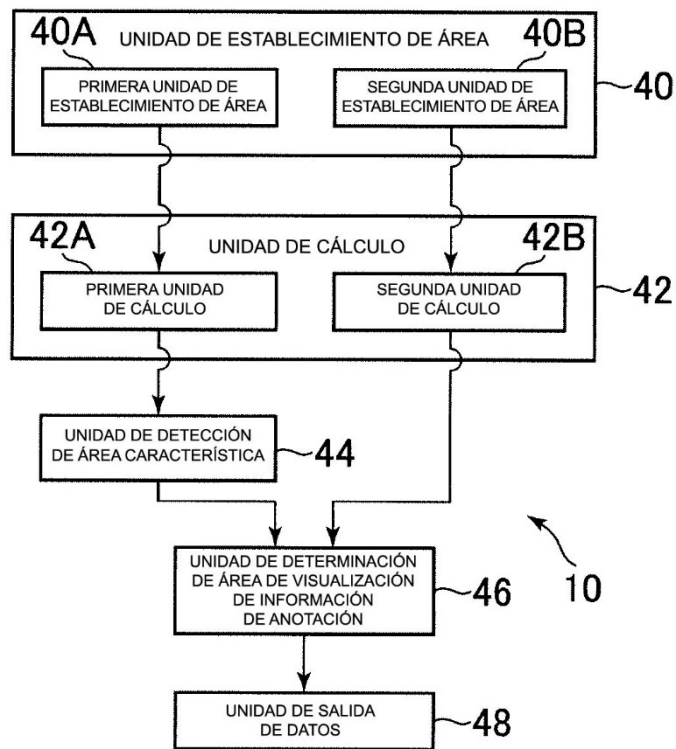 40A
UNIDAD DE ESTABLECIMIENTO DE ÁREA
40B
PRIMERA UNIDAD DE
ESTABLECIMIENTO DE ÁREA
SEGUNDA UNIDAD DE
ESTABLECIMIENTO DE ÁREA
40
42A
UNIDAD DE CÁLCULO
42B
PRIMERA UNIDAD
DE CÁLCULO
SEGUNDA UNIDAD
DE CÁLCULO
42
UNIDAD DE DETECCIÓN
DE ÁREA CARACTERÍSTICA
44
UNIDAD DE DETERMINACIÓN
DE ÁREA DE VISUALIZACIÓN
DE INFORMACIÓN
DE ANOTACIÓN
46
10
UNIDAD DE SALIDA
DE DATOS
48